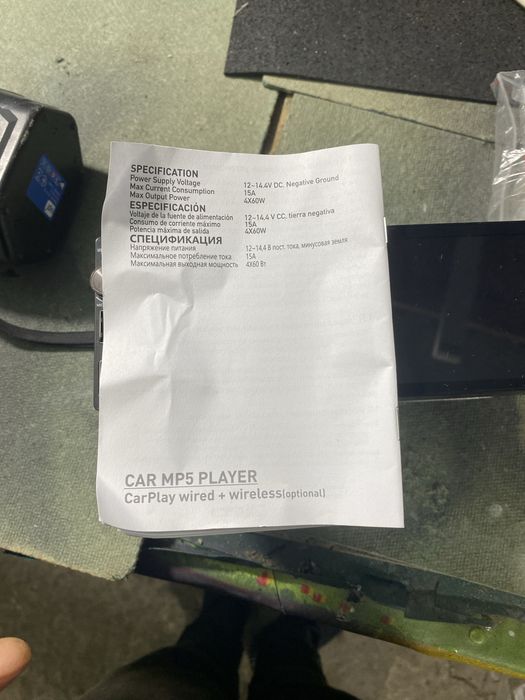 SPECIFICATION
Power Supply Voltage 12~14.4V DC, Negative Ground
Max Current Consumption 15A
Max Output Power 4X60W
ESPECIFICACIÓN
Voltaje de la fuente de alimentación 12~14.4 V CC, tierra negativa
Consumo de corriente máximo 15A
Potencia máxima de salida 4X60W
СПЕЦИФИКАЦИЯ
Напряжение питания 12~14,4 В пост. тока, минусовая земля
Максимальное потребление тока 15A
Максимальная выходная мощность 4X60 Вт
CAR MP5 PLAYER
CarPlay wired + wireless(optional)